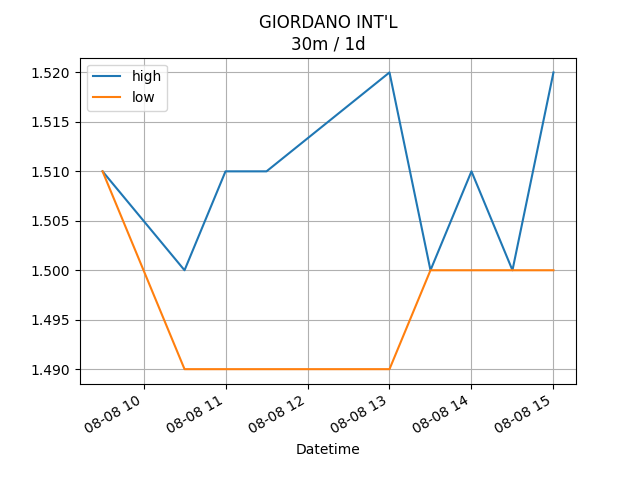 GIORDANO INT'L
30m / 1d
high
low
1.520
1.515
1.510
1.505
1.500
1.495
1.490
08-08 10
08-08 11
08-08 12
08-08 13
08-08 14
08-08 15
Datetime